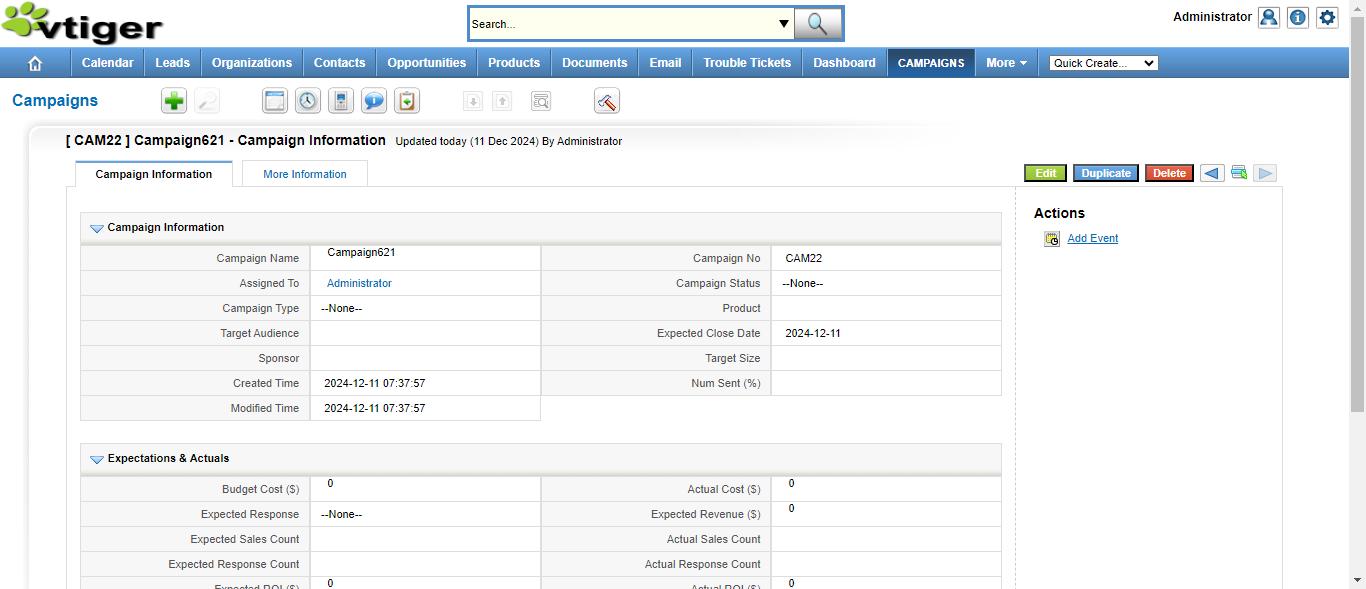 vtiger
Search...
Administrator
Calendar Leads Organizations Contacts Opportunities Products Documents Email Trouble Tickets Dashboard CAMPAIGNS More Quick Create...
Campaigns
[ CAM22 ] Campaign621 - Campaign Information Updated today (11 Dec 2024) By Administrator
Campaign Information More Information Edit Duplicate Delete
Actions
Add Event
Campaign Information
Campaign Name Campaign621 Campaign No CAM22
Assigned To Administrator Campaign Status --None--
Campaign Type --None-- Product
Target Audience Expected Close Date 2024-12-11
Sponsor Target Size
Created Time 2024-12-11 07:37:57 Num Sent (%)
Modified Time 2024-12-11 07:37:57
Expectations & Actuals
Budget Cost ($) 0 Actual Cost ($) 0
Expected Response --None-- Expected Revenue ($) 0
Expected Sales Count Actual Sales Count
Expected Response Count Actual Response Count
Expected ROI ($) 0 Actual ROI ($) 0